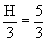 H/3 = 5/3